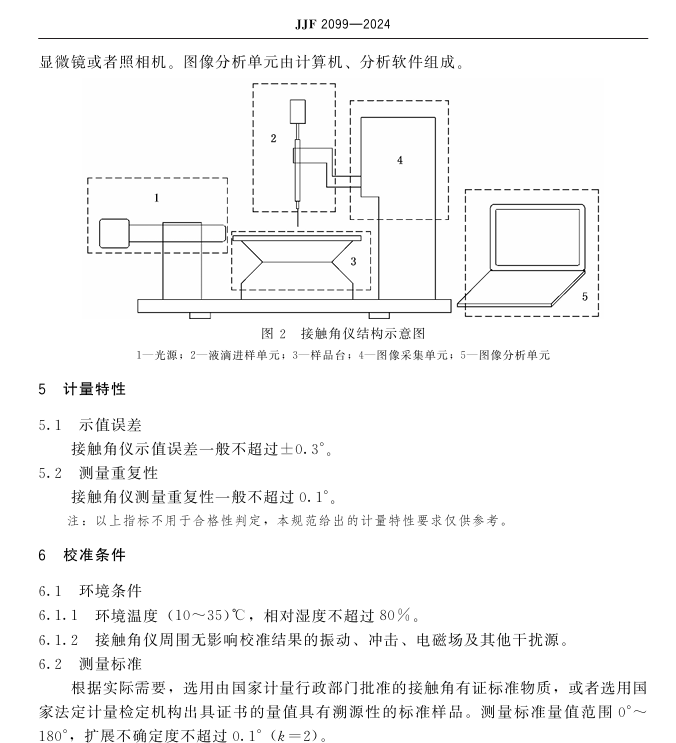 JJF 2099—2024
显微镜或者照相机。图像分析单元由计算机、分析软件组成。
1
2
3
4
5
图 2 接触角仪结构示意图
1—光源；2—液滴进样单元；3—样品台；4—图像采集单元；5—图像分析单元
5 计量特性
5.1 示值误差
接触角仪示值误差一般不超过±0.3°。
5.2 测量重复性
接触角仪测量重复性一般不超过 0.1°。
注：以上指标不用于合格性判定，本规范给出的计量特性要求仅供参考。
6 校准条件
6.1 环境条件
6.1.1 环境温度（10～35）℃，相对湿度不超过 80%。
6.1.2 接触角仪周围无影响校准结果的振动、冲击、电磁场及其他干扰源。
6.2 测量标准
根据实际需要，选用由国家计量行政部门批准的接触角有证标准物质，或者选用国
家法定计量检定机构出具证书的量值具有溯源性的标准样品。测量标准量值范围 0°～
180°，扩展不确定度不超过 0.1°（k=2）。